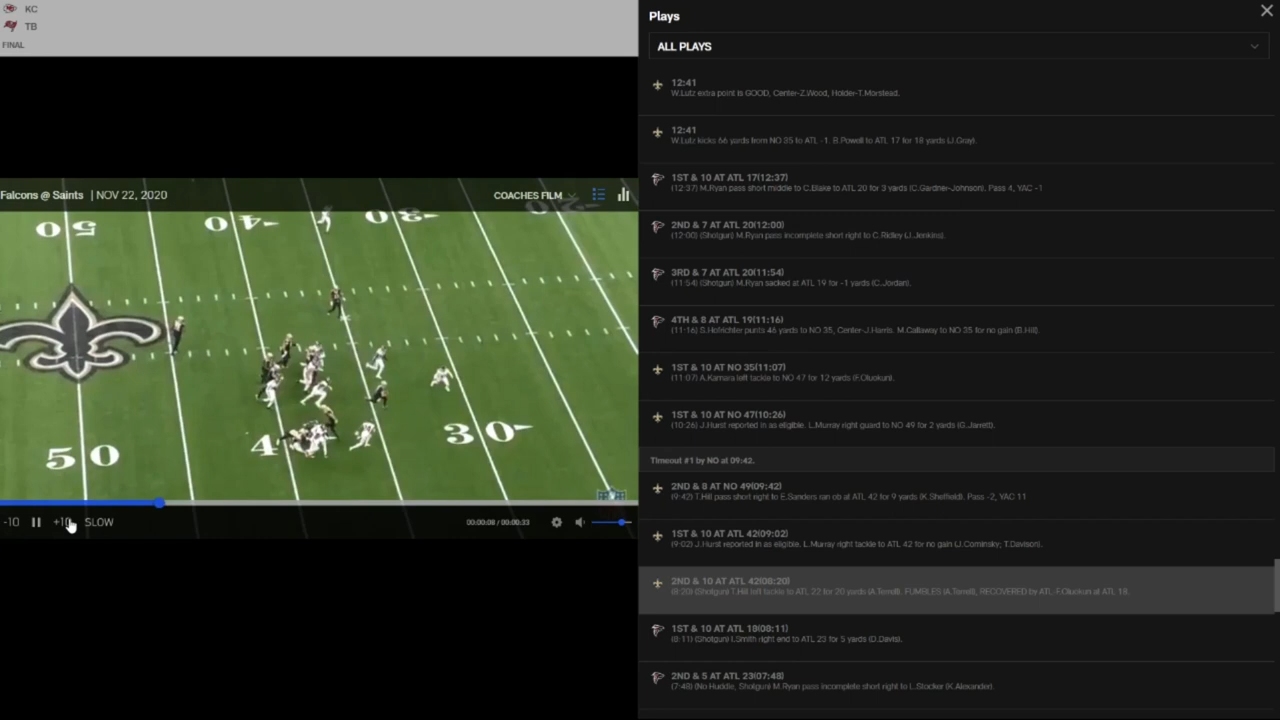 KC
TB
FINAL
Falcons @ Saints | NOV 22, 2020
COACHES FILM
50
40
30
50
4
30
-10
+10
SLOW
00:00:08 / 00:00:33
Plays
ALL PLAYS
12:41
W.Lutz extra point is GOOD, Center-Z.Wood, Holder-T.Morstead.
12:41
W.Lutz kicks 66 yards from NO 35 to ATL -1. B.Powell to ATL 17 for 18 yards (J.Gray).
1ST & 10 AT ATL 17(12:37)
(12:37) M.Ryan pass short middle to C.Blake to ATL 20 for 3 yards (C.Gardner-Johnson). Pass 4, YAC -1
2ND & 7 AT ATL 20(12:00)
(12:00) (Shotgun) M.Ryan pass incomplete short right to C.Ridley (J.Jenkins).
3RD & 7 AT ATL 20(11:54)
(11:54) (Shotgun) M.Ryan sacked at ATL 19 for -1 yards (C.Jordan).
4TH & 8 AT ATL 19(11:16)
(11:16) S.Hofrichter punts 46 yards to NO 35, Center-J.Harris. M.Callaway to NO 35 for no gain (B.Hill).
1ST & 10 AT NO 35(11:07)
(11:07) A.Kamara left tackle to NO 47 for 12 yards (F.Oluokun).
1ST & 10 AT NO 47(10:26)
(10:26) J.Hurst reported in as eligible. L.Murray right guard to NO 49 for 2 yards (G.Jarrett).
Timeout #1 by NO at 09:42.
2ND & 8 AT NO 49(09:42)
(9:42) T.Hill pass short right to E.Sanders ran ob at ATL 42 for 9 yards (K.Sheffield). Pass -2, YAC 11
1ST & 10 AT ATL 42(09:02)
(9:02) J.Hurst reported in as eligible. L.Murray right tackle to ATL 42 for no gain (J.Cominsky; T.Davison).
2ND & 10 AT ATL 42(08:20)
(8:20) (Shotgun) T.Hill left tackle to ATL 22 for 20 yards (A.Terrell). FUMBLES (A.Terrell), RECOVERED by ATL-F.Oluokun at ATL 18.
1ST & 10 AT ATL 18(08:11)
(8:11) (Shotgun) I.Smith right end to ATL 23 for 5 yards (D.Davis).
2ND & 5 AT ATL 23(07:48)
(7:48) (No Huddle, Shotgun) M.Ryan pass incomplete short right to L.Stocker (K.Alexander).